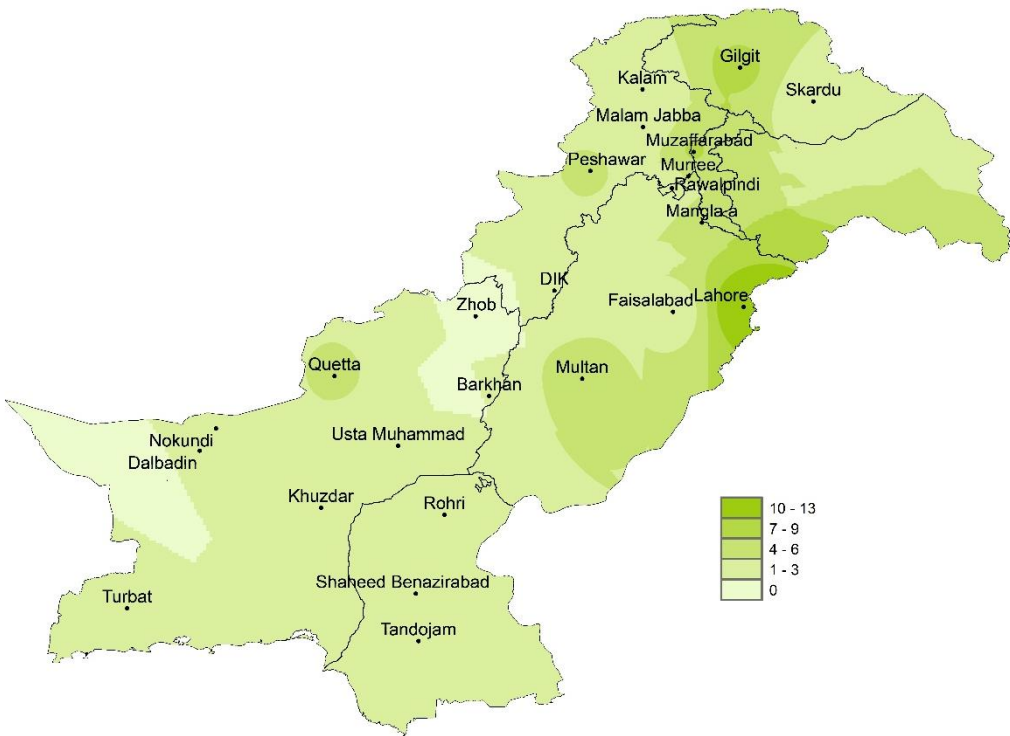 Gilgit
Kalam
Skardu
Malam Jabba
Muzaffarabad
Peshawar
Murree
Rawalpindi
Mangla a
DIK
Zhob
Faisalabad
Lahore
Quetta
Multan
Barkhan
Nokundi
Usta Muhammad
Dalbadin
Khuzdar
Rohri
10 - 13
7 - 9
4 - 6
1 - 3
0
Shaheed Benazirabad
Turbat
Tandojam